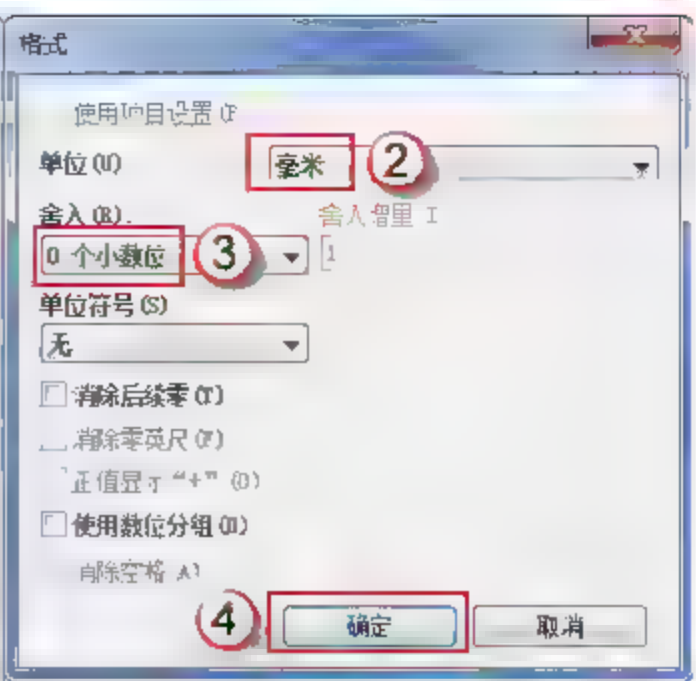 格式
使用项目设置(P
单位(U) 毫米 2
舍入(R). 舍入增量 I
0 个小数位 3 1
单位符号(S)
无
消除后续零(T)
消除零英尺(F)
正值显示“+”(O)
使用数位分组(D)
消除空格 A)
4 确定 取消